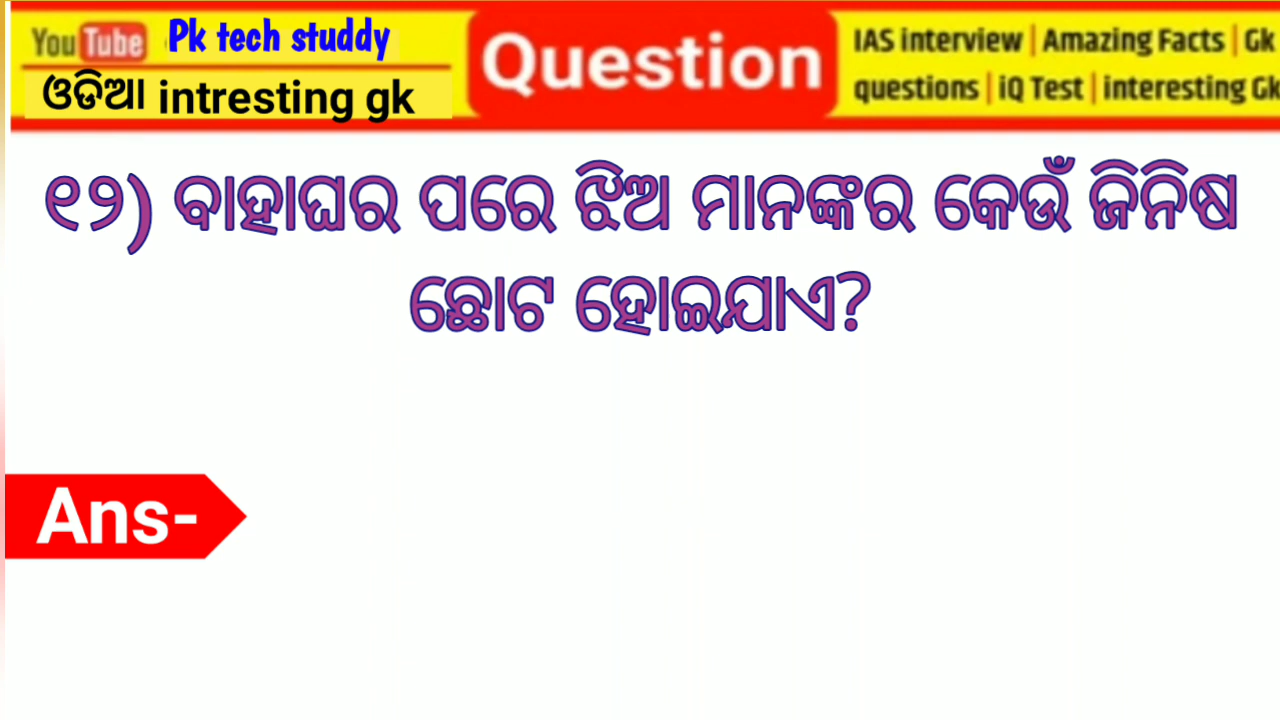 YouTube Pk tech studdy
ଓଡିଆ intresting gk
Question
IAS interview | Amazing Facts | Gk
questions | iQ Test | interesting Gk
୧୨) ବାହାଘର ପରେ ଝିଅ ମାନଙ୍କର କେଉଁ ଜିନିଷ
ଛୋଟ ହୋଇଯାଏ?
Ans-